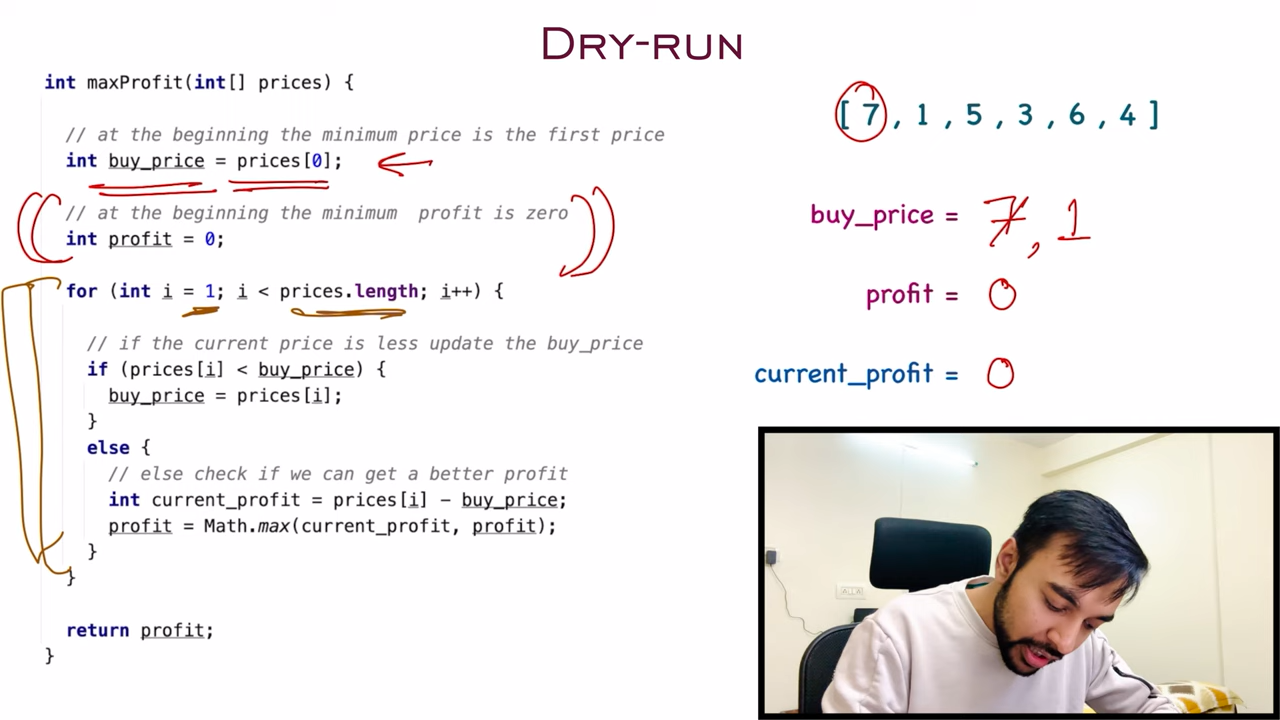 DRY-RUN
int maxProfit(int[] prices) {
// at the beginning the minimum price is the first price
int buy_price = prices[0];
// at the beginning the minimum  profit is zero
int profit = 0;
for (int i = 1; i < prices.length; i++) {
// if the current price is less update the buy_price
if (prices[i] < buy_price) {
buy_price = prices[i];
}
else {
// else check if we can get a better profit
int current_profit = prices[i] - buy_price;
profit = Math.max(current_profit, profit);
}
}
return profit;
}
[ 7 , 1 , 5 , 3 , 6 , 4 ]
buy_price = 7, 1
profit = 0
current_profit = 0